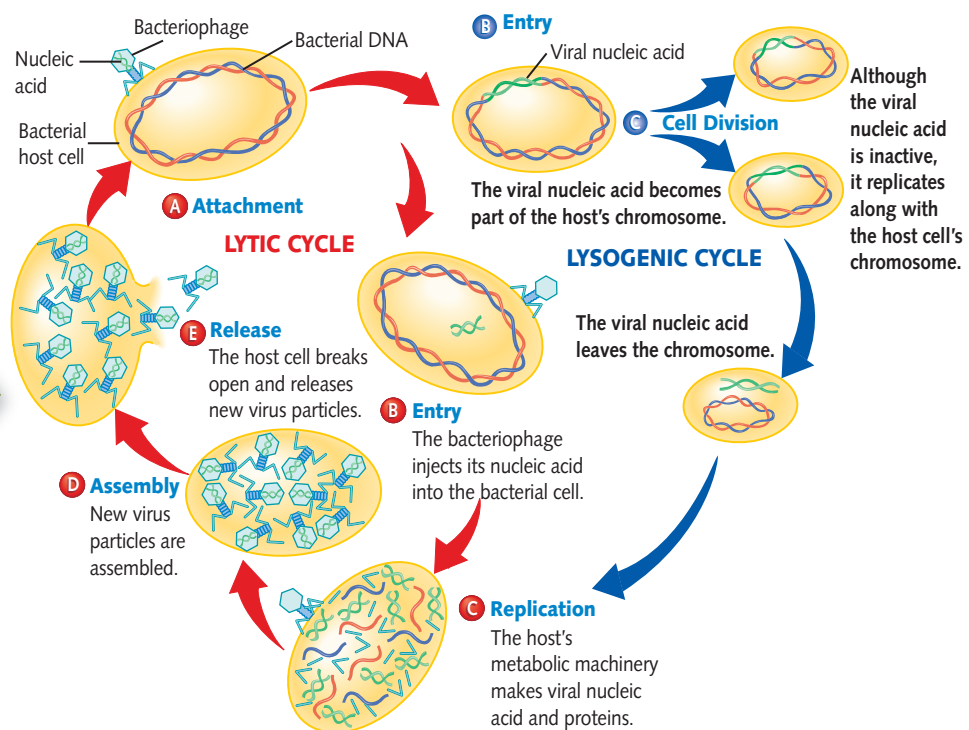 Bacteriophage
Nucleic
acid
Bacterial DNA
Bacterial
host cell
A Attachment
B Entry
Viral nucleic acid
The viral nucleic acid becomes
part of the host's chromosome.
C Cell Division
Although
the viral
nucleic acid
is inactive,
it replicates
along with
the host cell's
chromosome.
LYTIC CYCLE
LYSOGENIC CYCLE
The viral nucleic acid
leaves the chromosome.
E Release
The host cell breaks
open and releases
new virus particles.
B Entry
The bacteriophage
injects its nucleic acid
into the bacterial cell.
D Assembly
New virus
particles are
assembled.
C Replication
The host's
metabolic machinery
makes viral nucleic
acid and proteins.